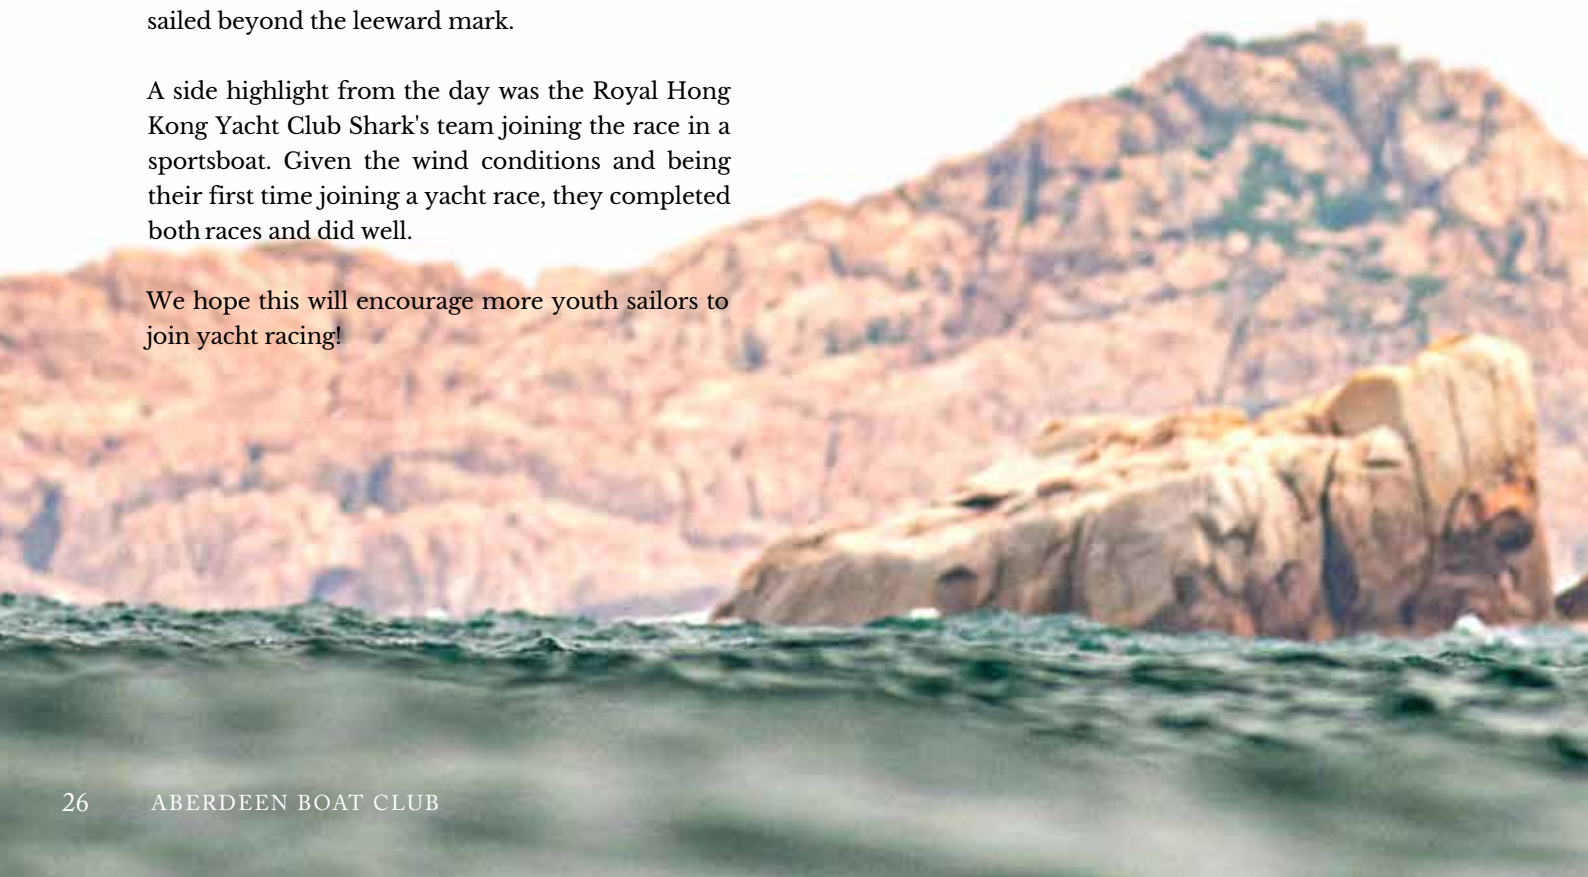 sailed beyond the leeward mark.
A side highlight from the day was the Royal Hong
Kong Yacht Club Shark's team joining the race in a
sportsboat. Given the wind conditions and being
their first time joining a yacht race, they completed
both races and did well.
We hope this will encourage more youth sailors to
join yacht racing!
26 ABERDEEN BOAT CLUB